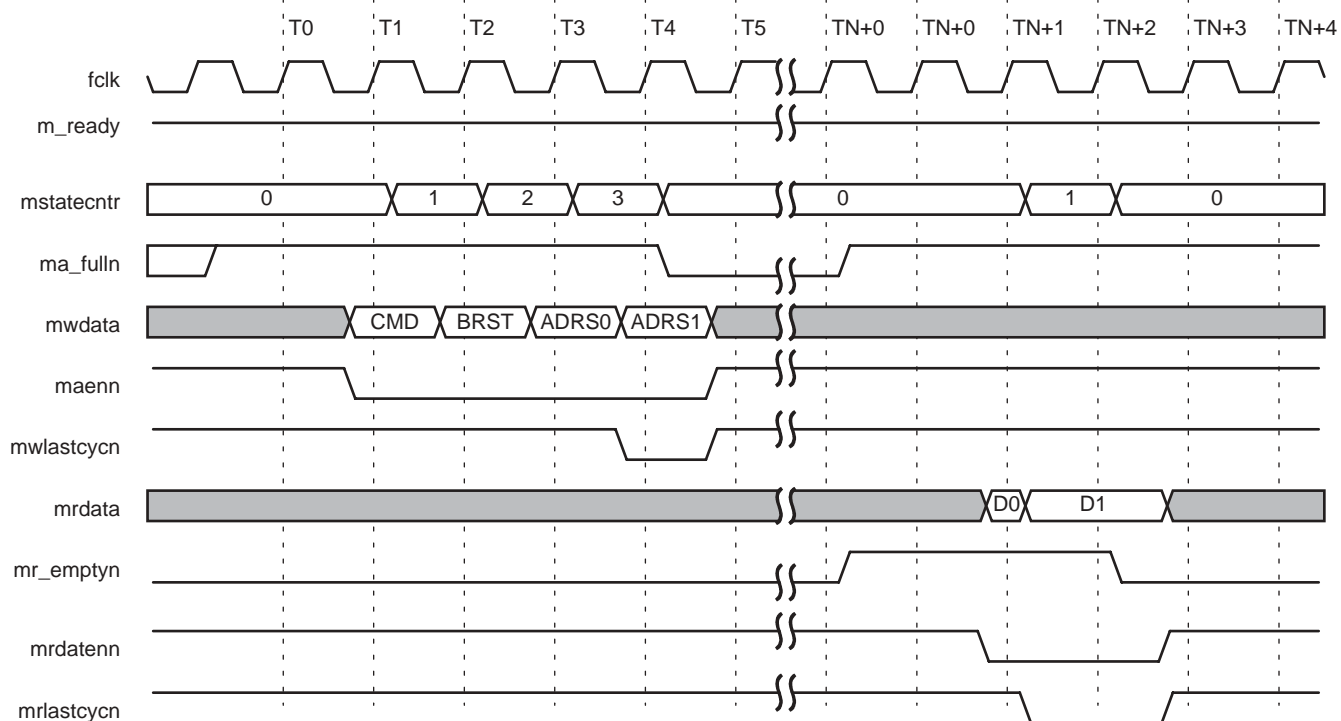 T0 T1 T2 T3 T4 T5 TN+0 TN+0 TN+1 TN+2 TN+3 TN+4
fclk
m_ready
mstatecntr 0 1 2 3 0 1 0
ma_fulln
mwdata CMD BRST ADRS0 ADRS1
maenn
mwlastcycn
mrdata D0 D1
mr_emptyn
mrdatenn
mrlastcycn